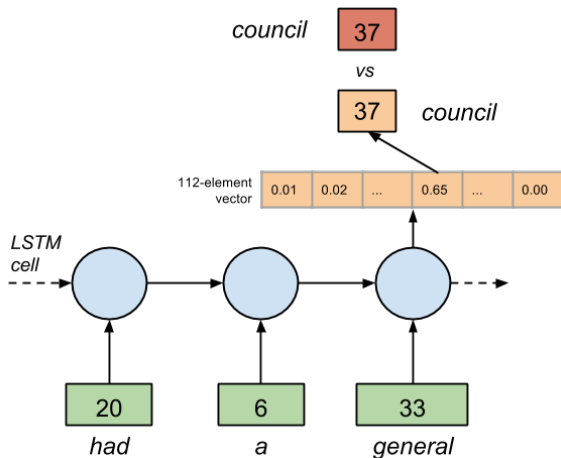 council 37
vs
37 council
112-element
vector
0.01 0.02 ... 0.65 ... 0.00
LSTM
cell
20 6 33
had a general